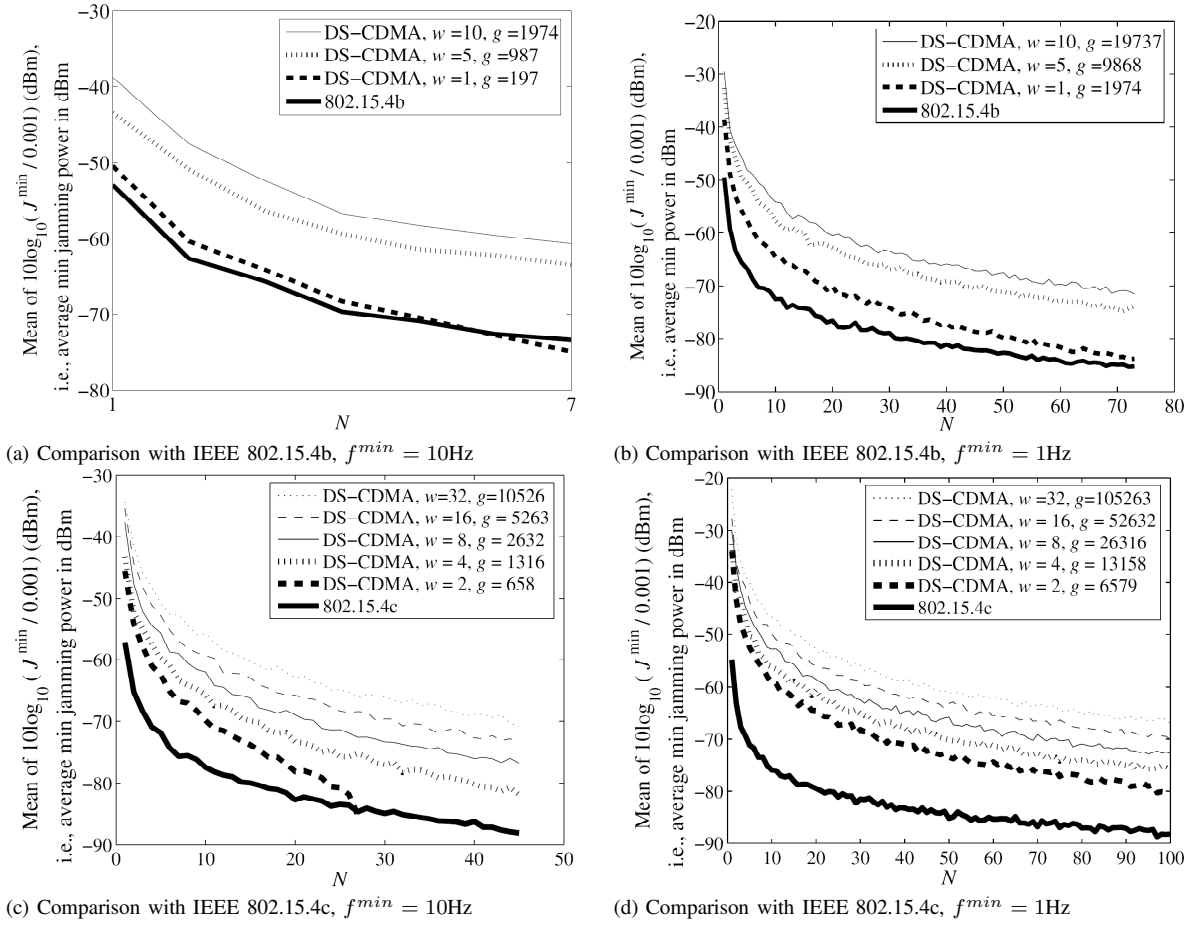 −30
−40
−50
−60
−70
−80
1
7
N
Mean of 10log10( J min / 0.001) (dBm),
i.e., average min jamming power in dBm
DS−CDMA, w =10, g =1974
DS−CDMA, w =5, g =987
DS−CDMA, w =1, g =197
802.15.4b
(a) Comparison with IEEE 802.15.4b, f min = 10Hz
−20
−30
−40
−50
−60
−70
−80
−90
0 10 20 30 40 50 60 70 80
N
Mean of 10log10( J min / 0.001) (dBm),
i.e., average min power in dBm
DS−CDMA, w =10, g =19737
DS−CDMA, w =5, g =9868
DS−CDMA, w =1, g =1974
802.15.4b
(b) Comparison with IEEE 802.15.4b, f min = 1Hz
−30
−40
−50
−60
−70
−80
−90
0 10 20 30 40 50
N
Mean of 10log10 ( J min / 0.001) (dBm),
i.e., average min jamming power in dBm
DS−CDMA, w=32, g=10526
DS−CDMA, w = 16, g = 5263
DS−CDMA, w = 8, g = 2632
DS−CDMA, w = 4, g = 1316
DS−CDMA, w = 2, g = 658
802.15.4c
(c) Comparison with IEEE 802.15.4c, f min = 10Hz
−20
−30
−40
−50
−60
−70
−80
−90
0 10 20 30 40 50 60 70 80 90 100
N
Mean of 10log10 ( J min / 0.001) (dBm),
i.e., average min jamming power in dBm
DS−CDMA, w = 32, g=105263
DS−CDMA, w = 16, g = 52632
DS−CDMA, w = 8, g = 26316
DS−CDMA, w = 4, g = 13158
DS−CDMA, w = 2, g = 6579
802.15.4c
(d) Comparison with IEEE 802.15.4c, f min = 1Hz